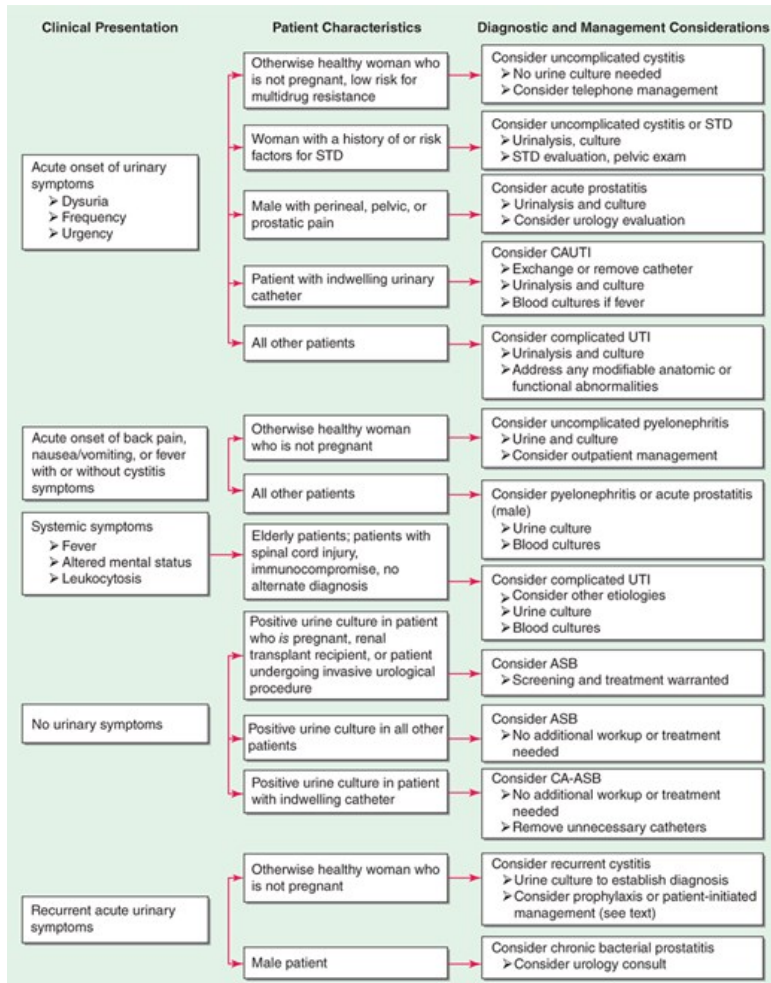 Clinical Presentation
Patient Characteristics
Diagnostic and Management Considerations
Acute onset of urinary
symptoms
➤ Dysuria
➤ Frequency
➤ Urgency
Otherwise healthy woman who
is not pregnant, low risk for
multidrug resistance
Consider uncomplicated cystitis
➤ No urine culture needed
➤ Consider telephone management
Woman with a history of or risk
factors for STD
Consider uncomplicated cystitis or STD
➤ Urinalysis, culture
➤ STD evaluation, pelvic exam
Male with perineal, pelvic, or
prostatic pain
Consider acute prostatitis
➤ Urinalysis and culture
➤ Consider urology evaluation
Patient with indwelling urinary
catheter
Consider CAUTI
➤ Exchange or remove catheter
➤ Urinalysis and culture
➤ Blood cultures if fever
All other patients
Consider complicated UTI
➤ Urinalysis and culture
➤ Address any modifiable anatomic or
functional abnormalities
Acute onset of back pain,
nausea/vomiting, or fever
with or without cystitis
symptoms
Otherwise healthy woman
who is not pregnant
Consider uncomplicated pyelonephritis
➤ Urine and culture
➤ Consider outpatient management
All other patients
Consider pyelonephritis or acute prostatitis
(male)
➤ Urine culture
➤ Blood cultures
Systemic symptoms
➤ Fever
➤ Altered mental status
➤ Leukocytosis
Elderly patients; patients with
spinal cord injury,
immunocompromise, no
alternate diagnosis
Consider complicated UTI
➤ Consider other etiologies
➤ Urine culture
➤ Blood cultures
No urinary symptoms
Positive urine culture in patient
who is pregnant, renal
transplant recipient, or patient
undergoing invasive urological
procedure
Consider ASB
➤ Screening and treatment warranted
Positive urine culture in all other
patients
Consider ASB
➤ No additional workup or treatment
needed
Positive urine culture in patient
with indwelling catheter
Consider CA-ASB
➤ No additional workup or treatment
needed
➤ Remove unnecessary catheters
Recurrent acute urinary
symptoms
Otherwise healthy woman who
is not pregnant
Consider recurrent cystitis
➤ Urine culture to establish diagnosis
➤ Consider prophylaxis or patient-initiated
management (see text)
Male patient
Consider chronic bacterial prostatitis
➤ Consider urology consult